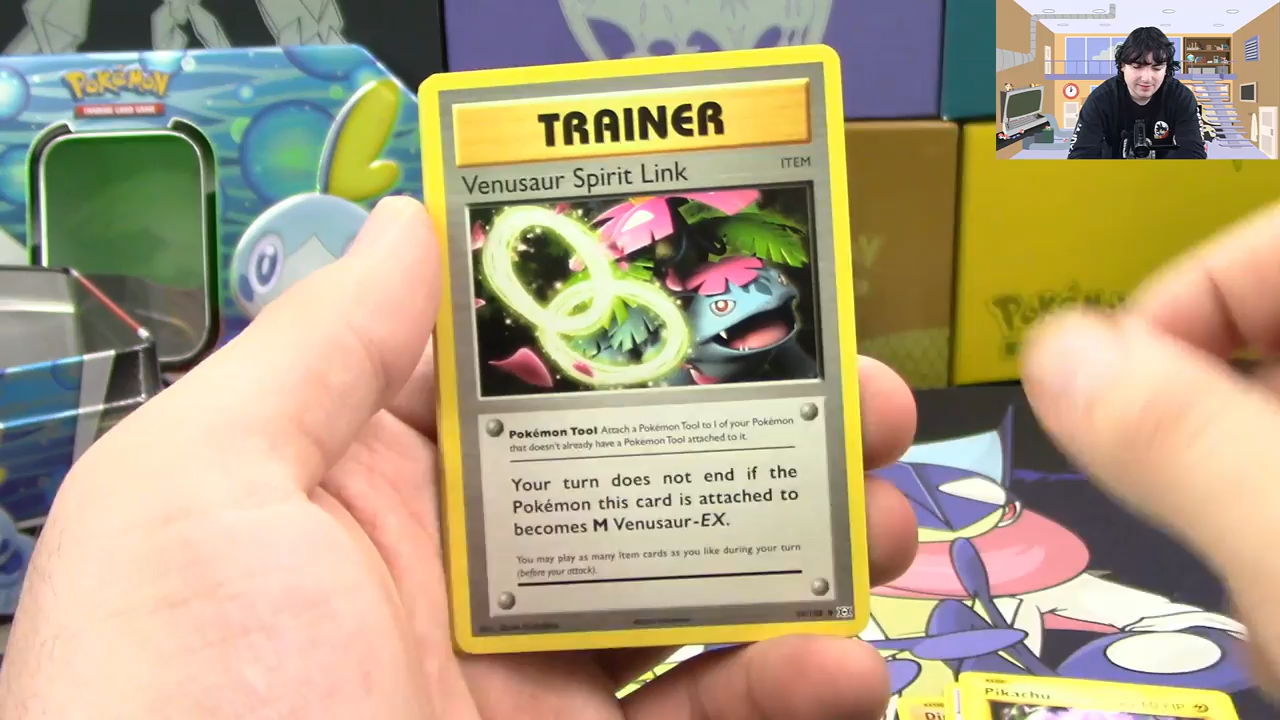 POKéMON
TRADING CARD GAME
TRAINER
ITEM
Venusaur Spirit Link
Pokémon Tool Attach a Pokémon Tool to 1 of your Pokémon
that doesn't already have a Pokémon Tool attached to it.
Your turn does not end if the
Pokémon this card is attached to
becomes M Venusaur-EX.
You may play as many Item cards as you like during your turn
(before your attack).
POKéMON
Pikachu